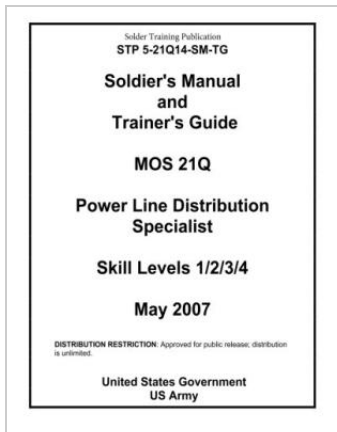 Solder Training Publication
STP 5-21Q14-SM-TG
Soldier's Manual
and
Trainer's Guide
MOS 21Q
Power Line Distribution
Specialist
Skill Levels 1/2/3/4
May 2007
DISTRIBUTION RESTRICTION: Approved for public release; distribution
is unlimited.
United States Government
US Army